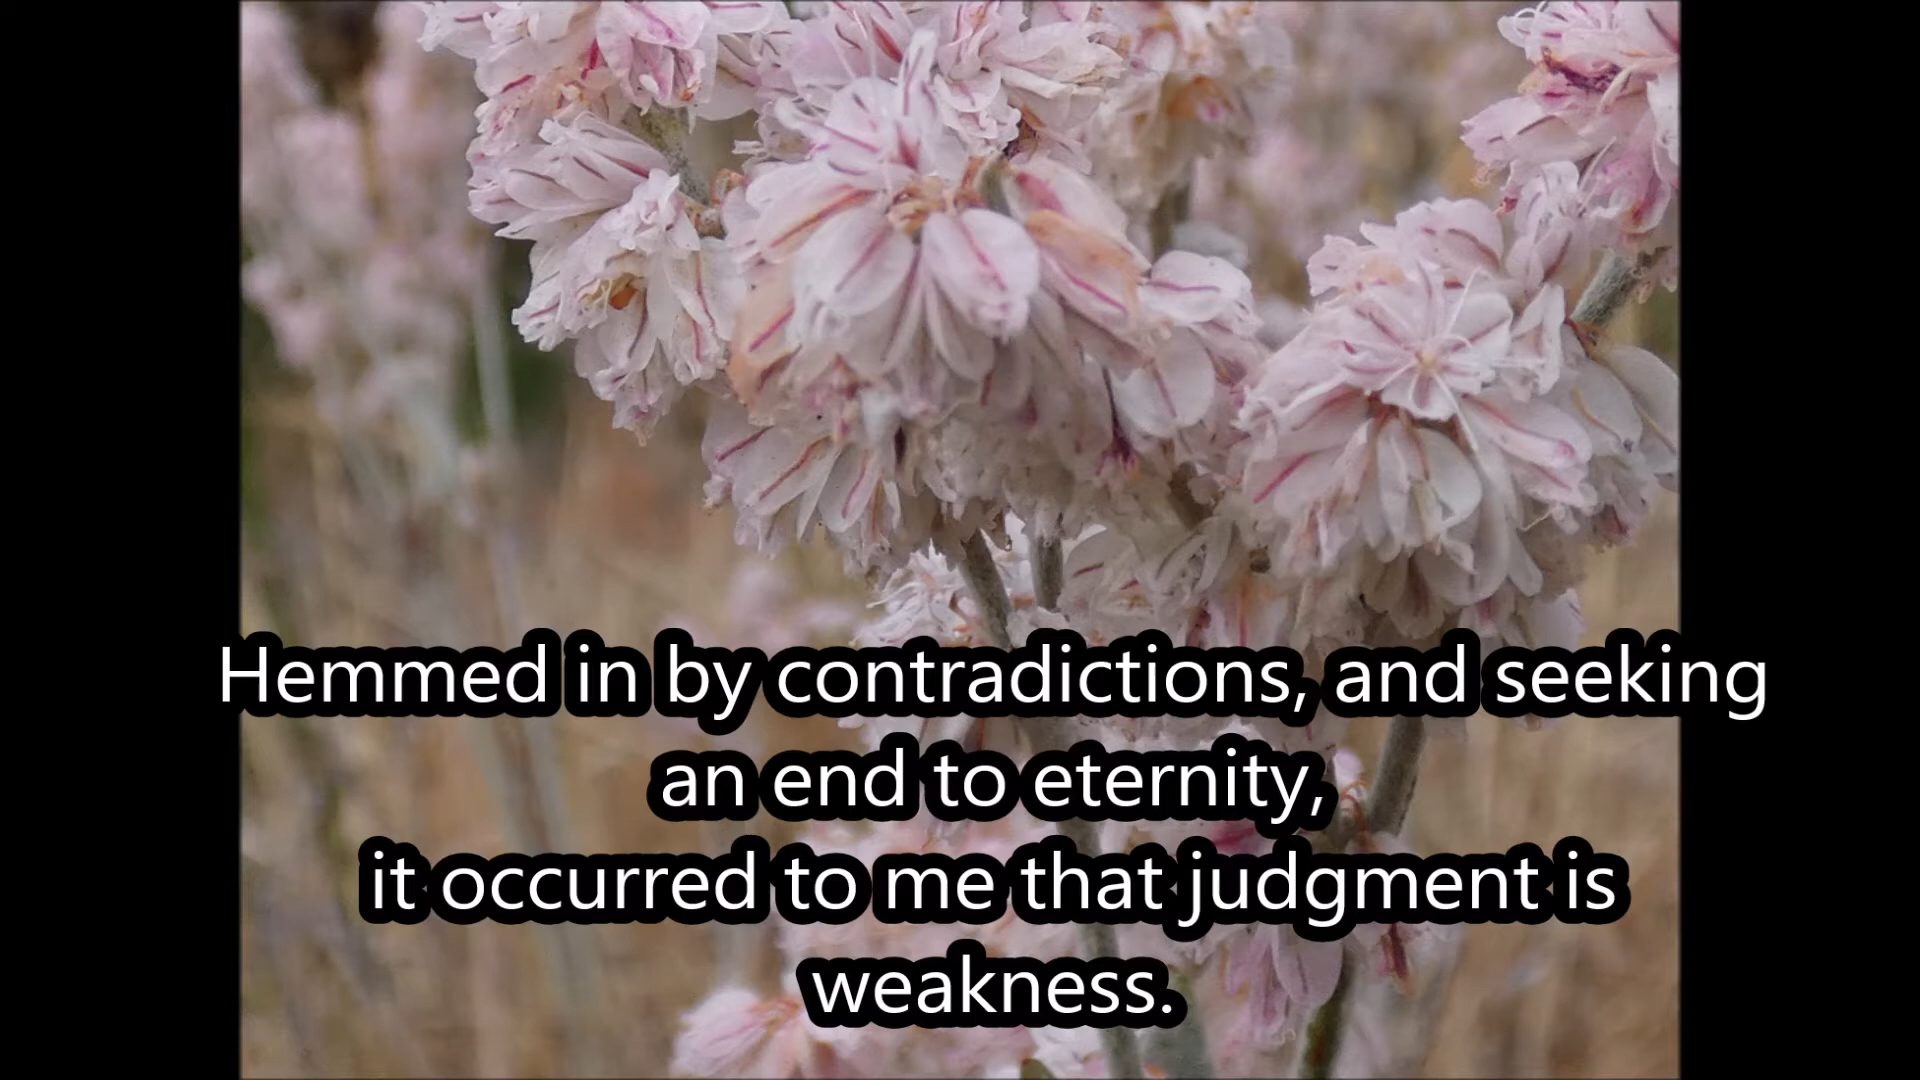 Hemmed in by contradictions, and seeking
an end to eternity,
it occurred to me that judgment is
weakness.